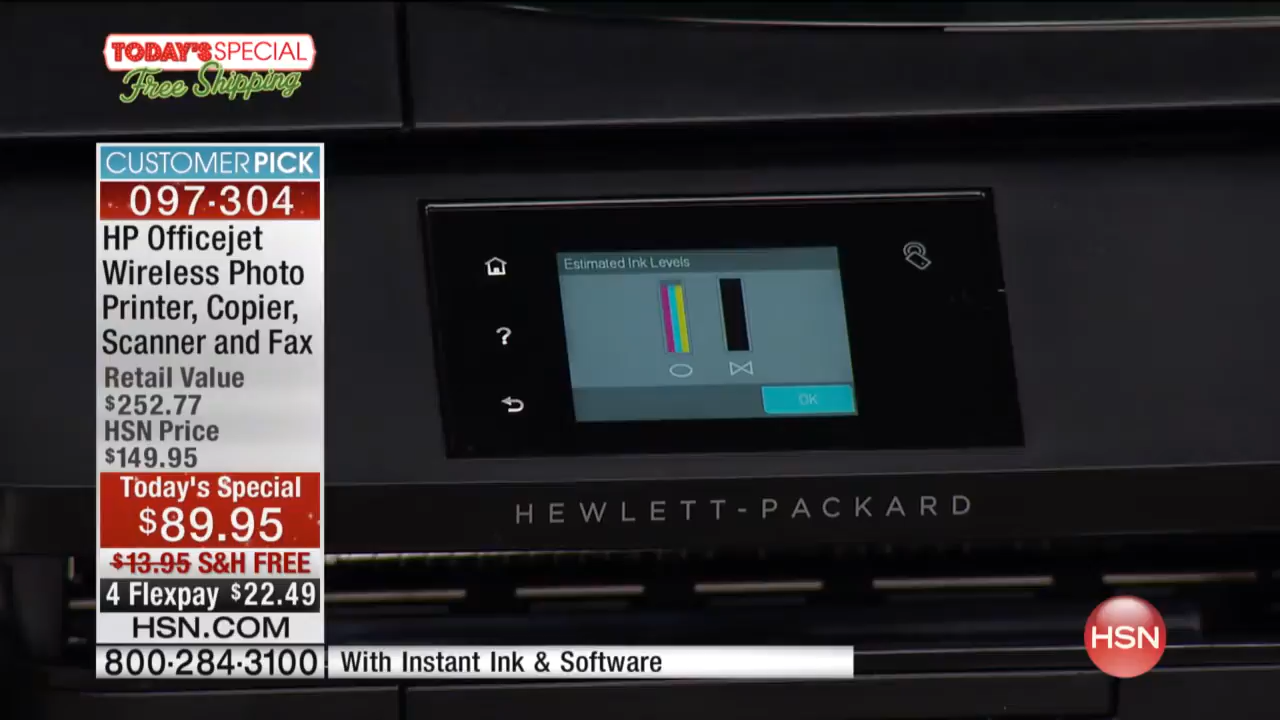 TODAY'S SPECIAL
Free Shipping
CUSTOMER PICK
097-304
HP Officejet
Wireless Photo
Printer, Copier,
Scanner and Fax
Retail Value
$252.77
HSN Price
$149.95
Today's Special
$89.95
$13.95 S&H FREE
4 Flexpay $22.49
HSN.COM
800-284-3100
With Instant Ink & Software
Estimated Ink Levels
?
OK
HEWLETT-PACKARD
HSN